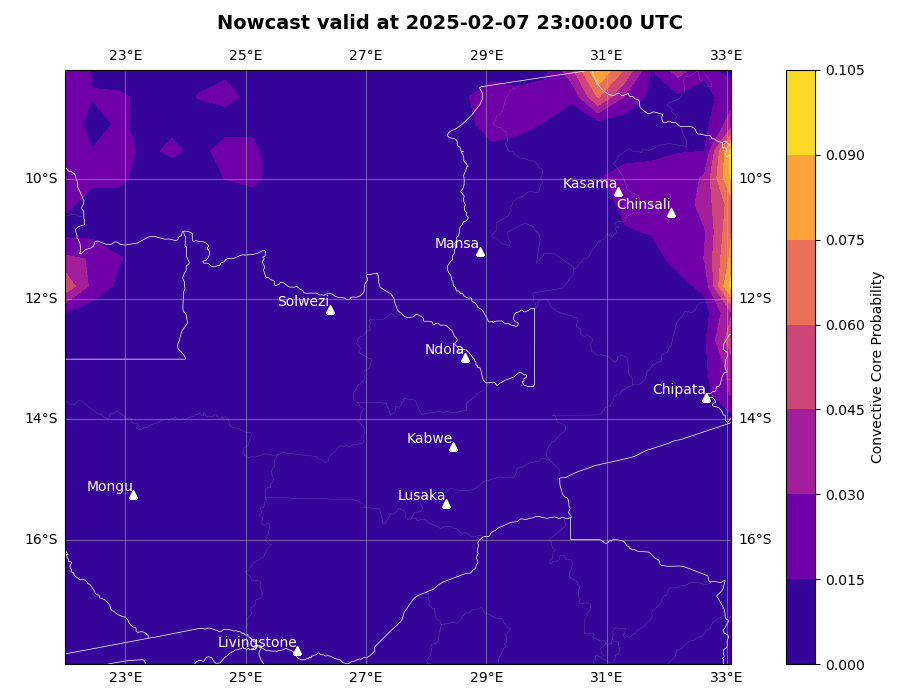 Nowcast valid at 2025-02-07 23:00:00 UTC
23°E 25°E 27°E 29°E 31°E 33°E
0.105
0.090
10°S 10°S
Kasama
Chinsali
0.075
Mansa
12°S 12°S
Solwezi
0.060
Ndola
Chipata
0.045
14°S 14°S
Kabwe
Mongu
Lusaka
0.030
16°S 16°S
0.015
Livingstone
0.000
23°E 25°E 27°E 29°E 31°E 33°E
Convective Core Probability